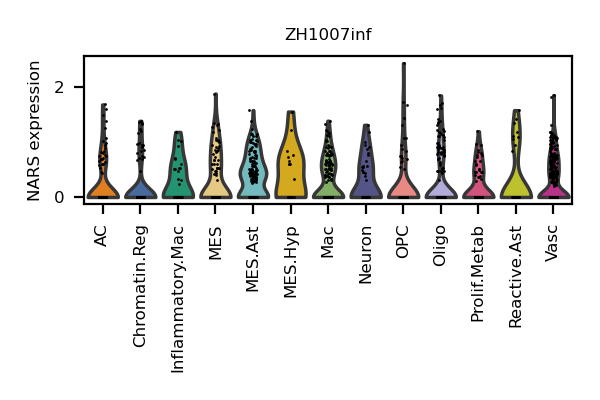 ZH1007inf
NARS expression
2
0
AC
Chromatin.Reg
Inflammatory.Mac
MES
MES.Ast
MES.Hyp
Mac
Neuron
OPC
Oligo
Prolif.Metab
Reactive.Ast
Vasc